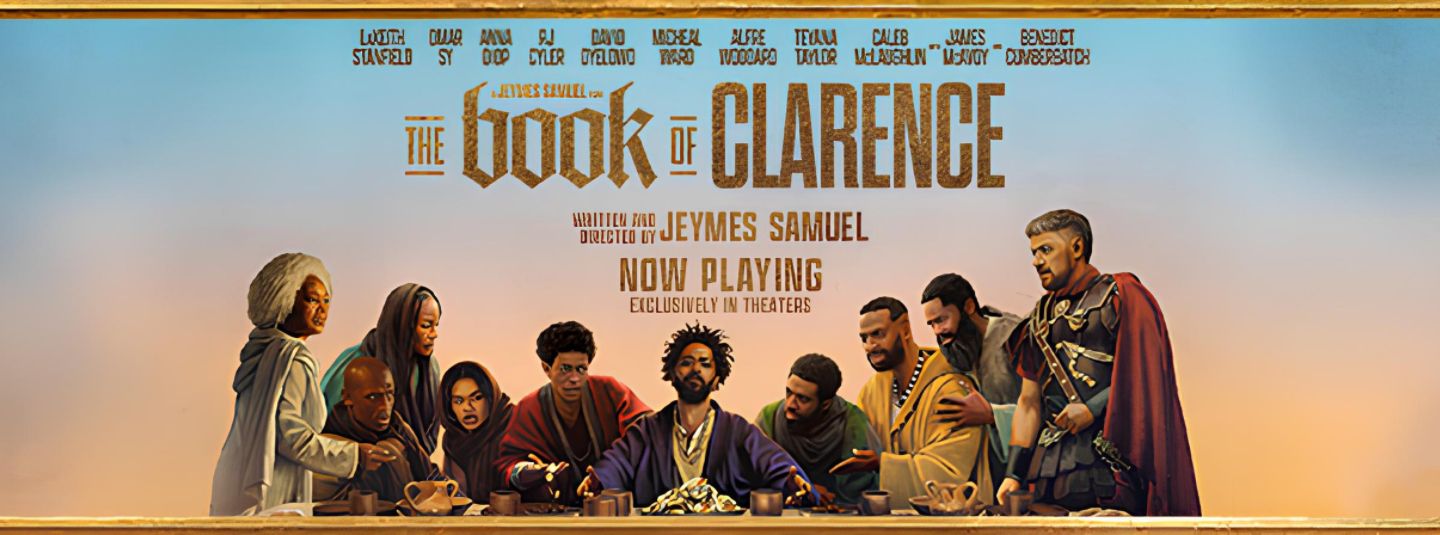 LAKEITH OMAR ANNA RJ DAVID MICHEAL ALFRE TEYANA CALEB JAMES BENEDICT
STANFIELD SY DIOP CYLER OYELOWO WARD WOODARD TAYLOR McLAUGHLIN McAVOY CUMBERBATCH
A JEYMES SAMUEL FILM
THE book OF CLARENCE
WRITTEN AND
DIRECTED BY JEYMES SAMUEL
NOW PLAYING
EXCLUSIVELY IN THEATERS